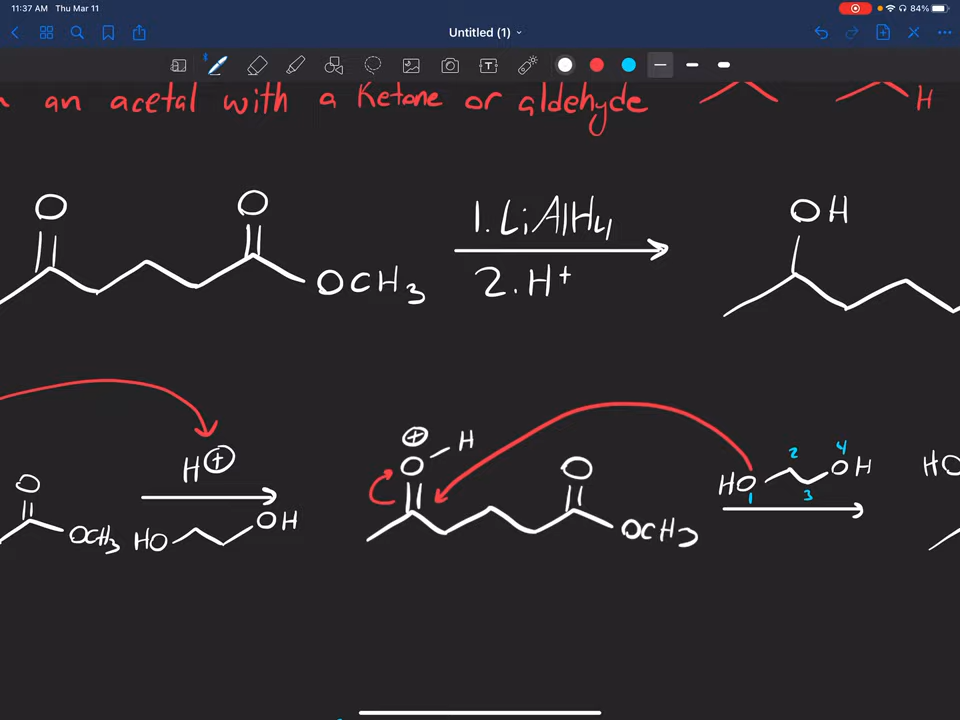 11:37 AM Thu Mar 11
84%
Untitled (1)
an acetal with a Ketone or aldehyde
H
O
O
OCH3
1. LiAlH4
2. H+
OH
O
OCH3
H+
HO
OH
+
O
H
O
OCH3
HO
1
2
3
4
OH
HO